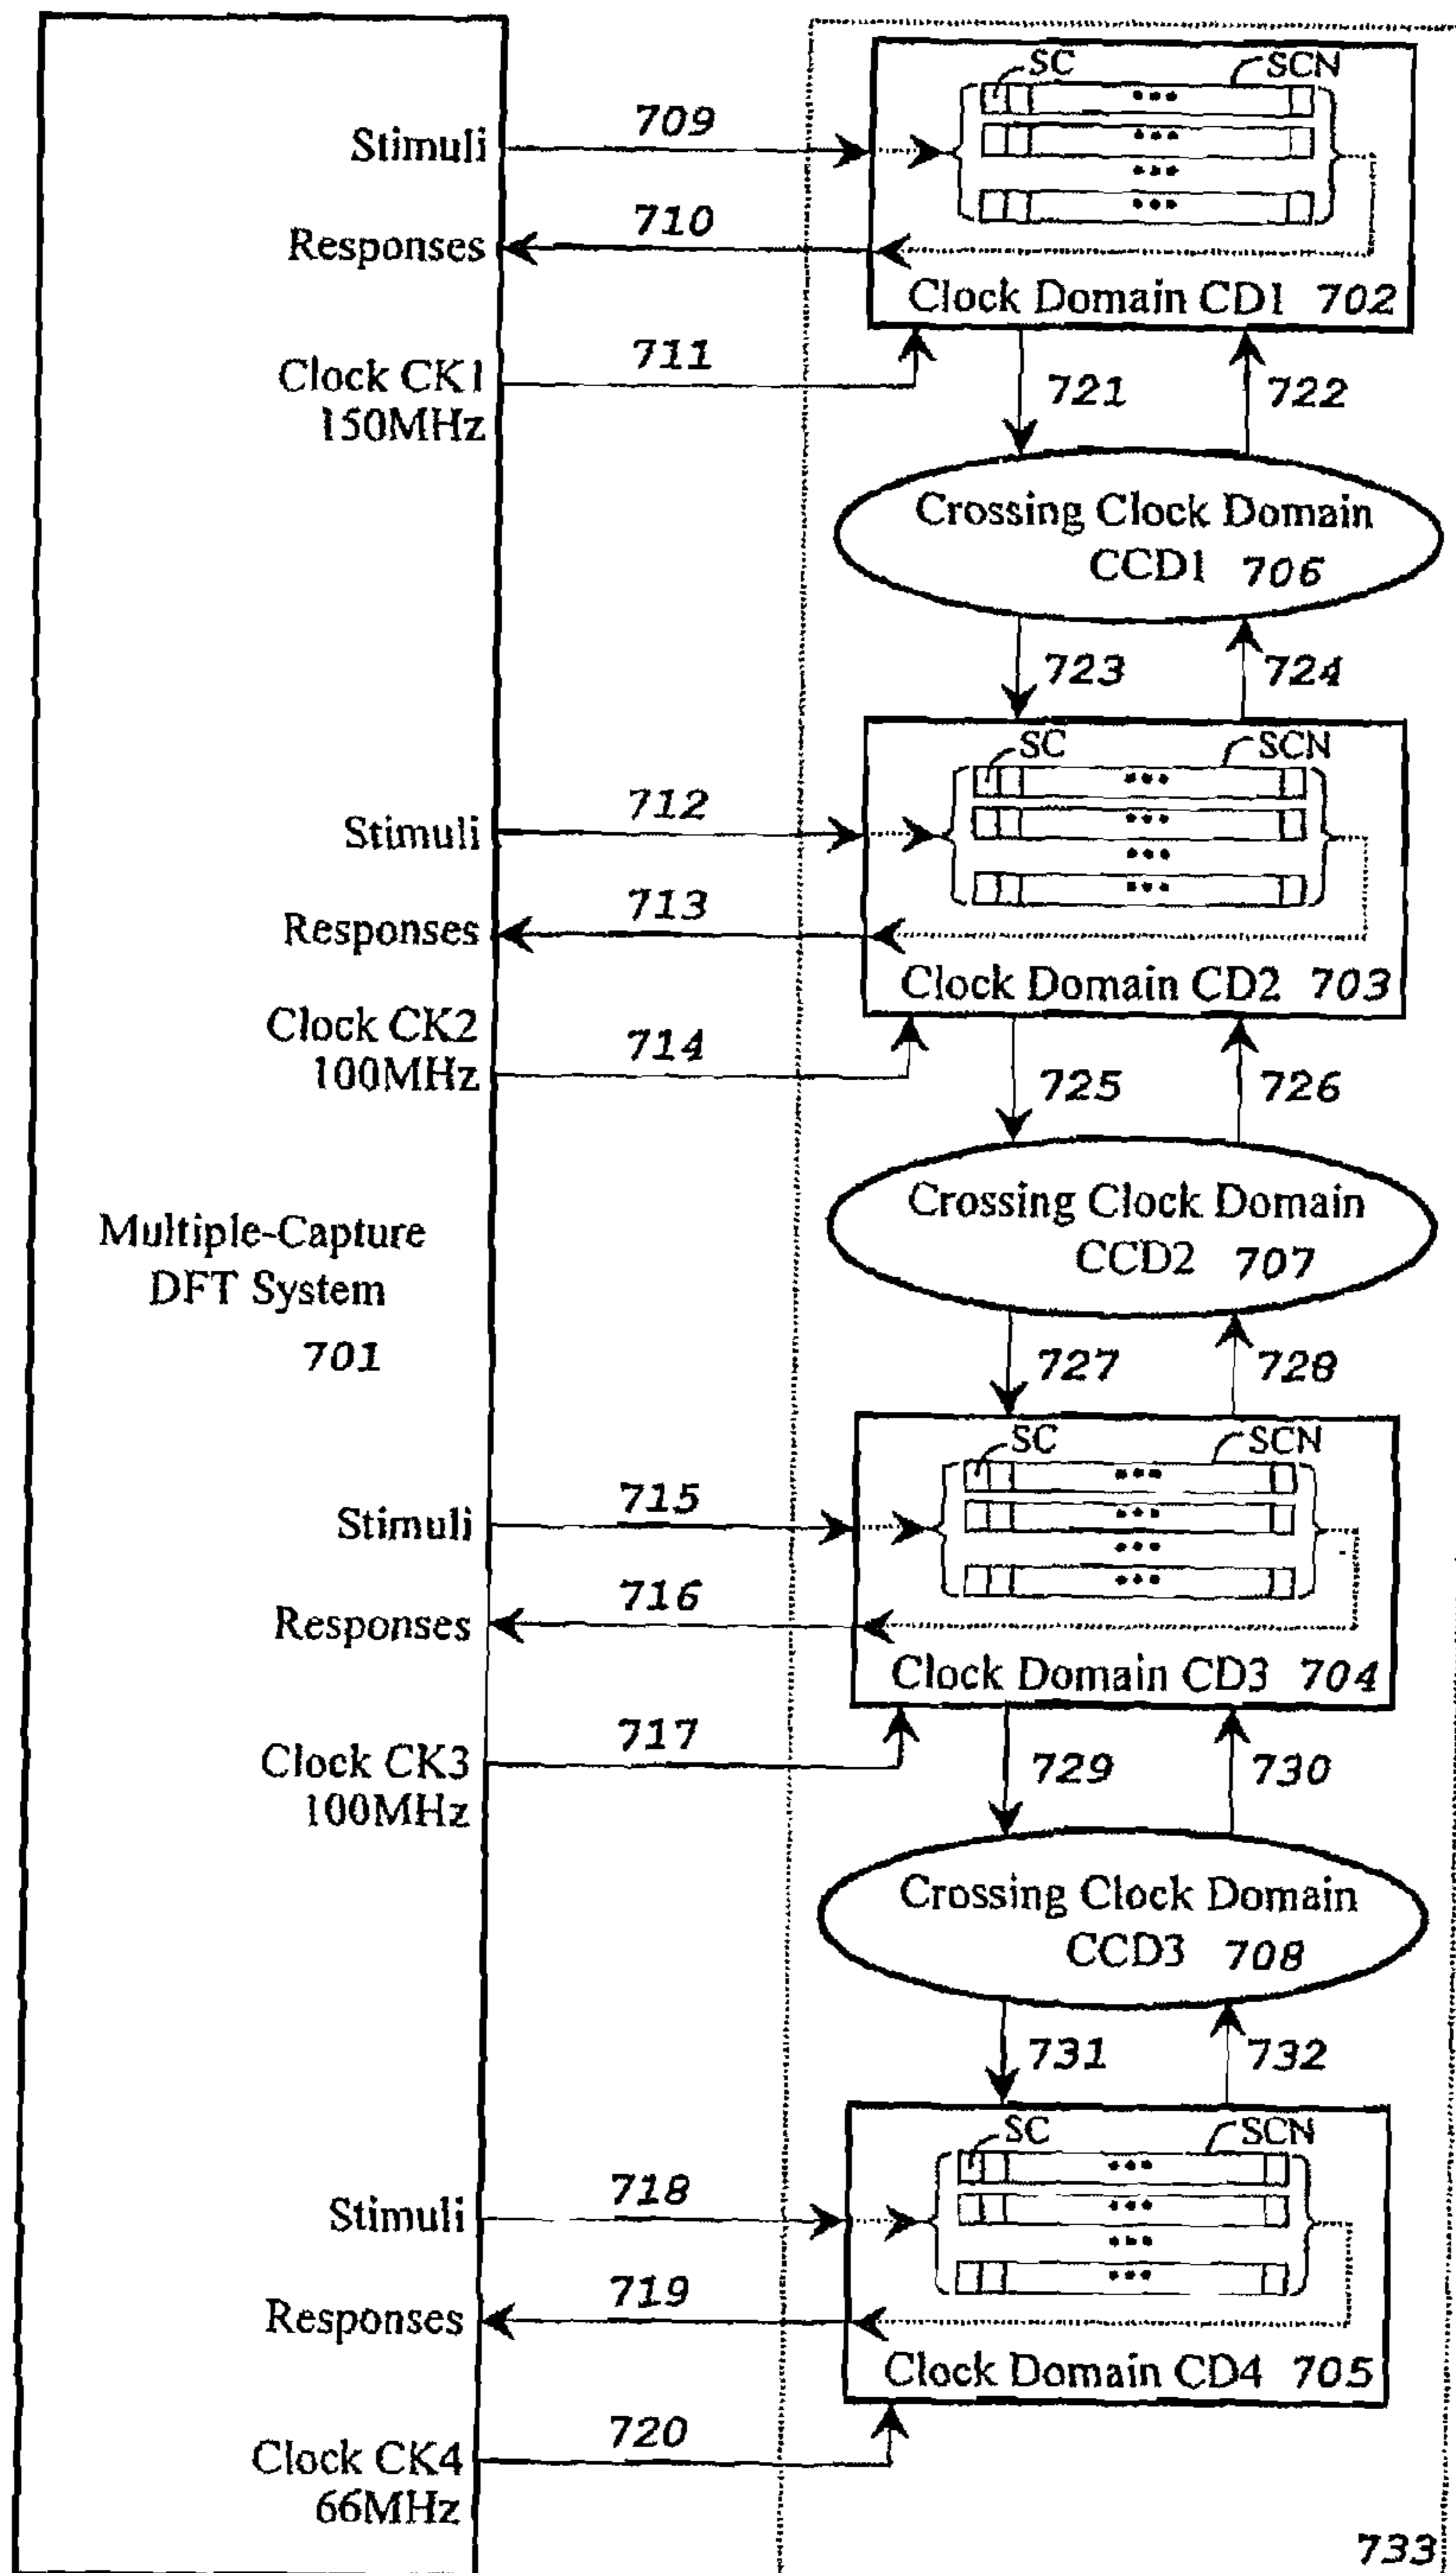 SC SCN
Stimuli 709
Responses 710
Clock Domain CD1 702
Clock CK1 711
150MHz
721 722
Crossing Clock Domain
CCD1 706
723 724
SC SCN
Stimuli 712
Responses 713
Clock Domain CD2 703
Clock CK2 714
100MHz
725 726
Crossing Clock Domain
CCD2 707
Multiple-Capture
DFT System
701
727 728
SC SCN
Stimuli 715
Responses 716
Clock Domain CD3 704
Clock CK3 717
100MHz
729 730
Crossing Clock Domain
CCD3 708
731 732
SC SCN
Stimuli 718
Responses 719
Clock Domain CD4 705
Clock CK4 720
66MHz
733